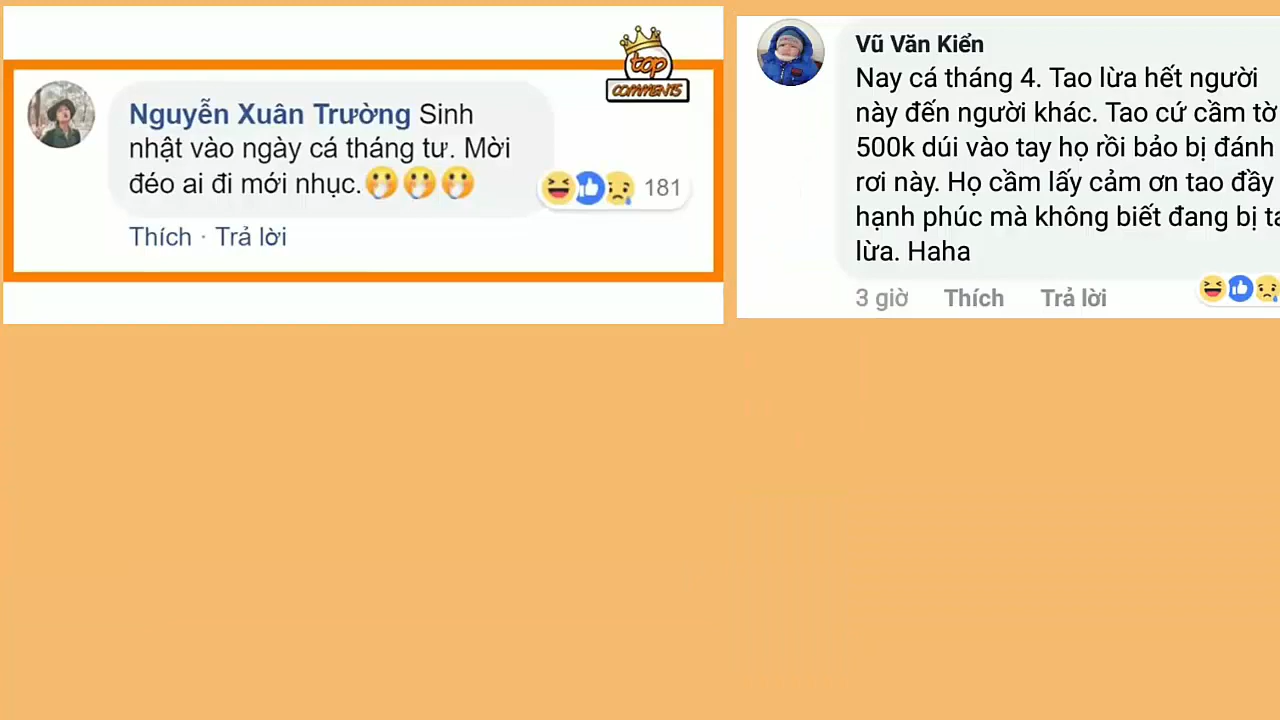 top
COMMENTS
Nguyễn Xuân Trường Sinh
nhật vào ngày cá tháng tư. Mời
đéo ai đi mới nhục.
181
Thích · Trả lời
Vũ Văn Kiển
Nay cá tháng 4. Tao lừa hết người
này đến người khác. Tao cứ cầm tờ
500k dúi vào tay họ rồi bảo bị đánh
rơi này. Họ cầm lấy cảm ơn tao đầy
hạnh phúc mà không biết đang bị
lừa. Haha
3 giờ Thích Trả lời